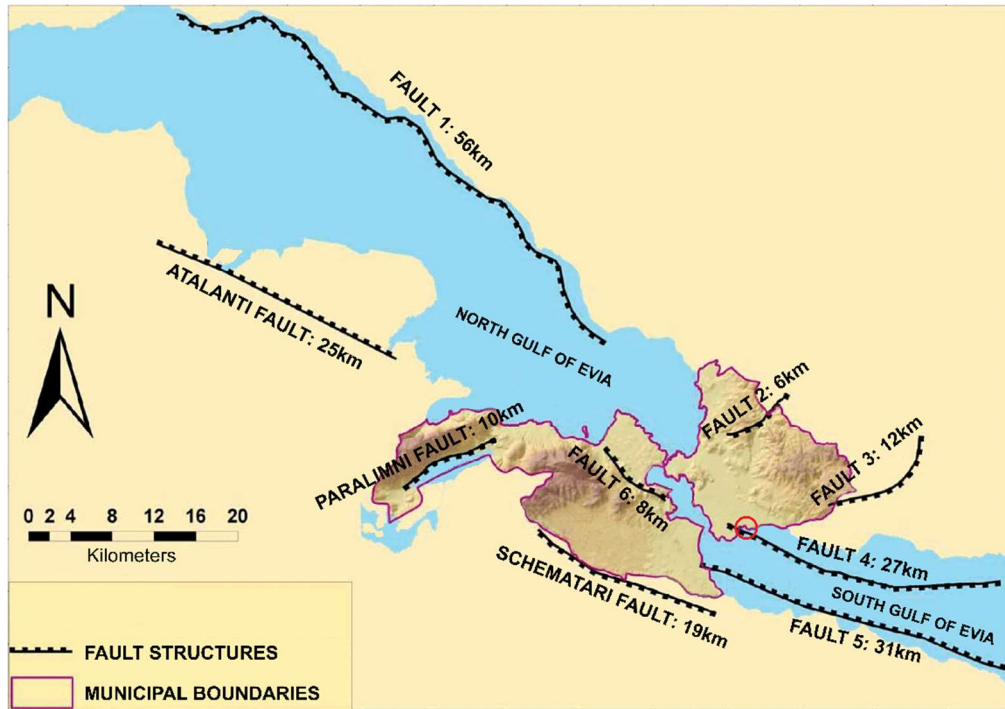 FAULT 1: 56km
ATALANTI FAULT: 25km
N
NORTH GULF OF EVIA
FAULT 2: 6km
PARALIMNI FAULT: 10km
FAULT 3: 12km
FAULT 6: 8km
0 2 4 8 12 16 20
Kilometers
FAULT 4: 27km
SCHEMATARI FAULT: 19km
SOUTH GULF OF EVIA
FAULT 5: 31km
FAULT STRUCTURES
MUNICIPAL BOUNDARIES